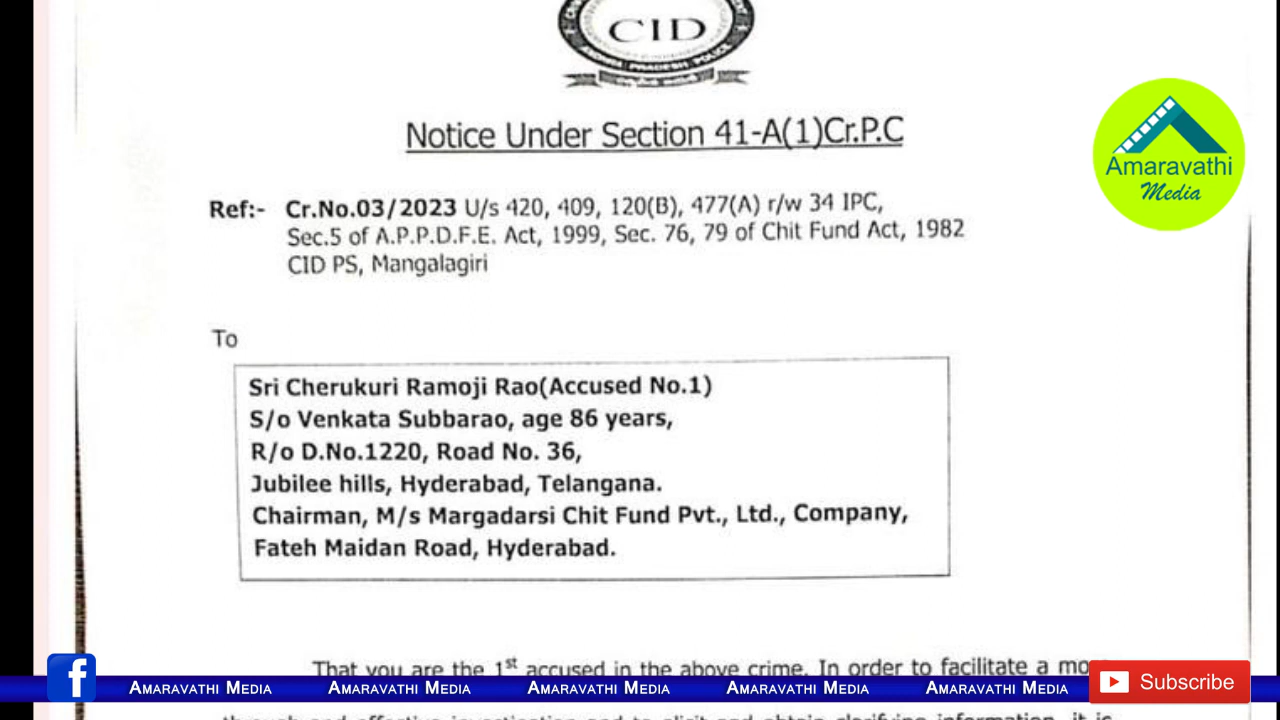 CID
ANDHRA PRADESH POLICE
Notice Under Section 41-A(1)Cr.P.C
Ref:- Cr.No.03/2023 U/s 420, 409, 120(B), 477(A) r/w 34 IPC,
Sec.5 of A.P.P.D.F.E. Act, 1999, Sec. 76, 79 of Chit Fund Act, 1982
CID PS, Mangalagiri
To
Sri Cherukuri Ramoji Rao(Accused No.1)
S/o Venkata Subbarao, age 86 years,
R/o D.No.1220, Road No. 36,
Jubilee hills, Hyderabad, Telangana.
Chairman, M/s Margadarsi Chit Fund Pvt., Ltd., Company,
Fateh Maidan Road, Hyderabad.
That you are the 1st accused in the above crime. In order to facilitate a
Amaravathi
Media
f
AMARAVATHI MEDIA AMARAVATHI MEDIA AMARAVATHI MEDIA AMARAVATHI MEDIA AMARAVATHI MEDIA
Subscribe